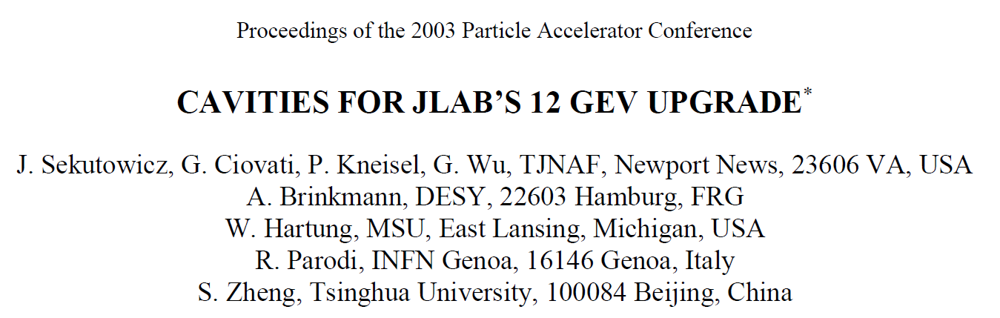 Proceedings of the 2003 Particle Accelerator Conference
CAVITIES FOR JLAB’S 12 GEV UPGRADE*
J. Sekutowicz, G. Ciovati, P. Kneisel, G. Wu, TJNAF, Newport News, 23606 VA, USA
A. Brinkmann, DESY, 22603 Hamburg, FRG
W. Hartung, MSU, East Lansing, Michigan, USA
R. Parodi, INFN Genoa, 16146 Genoa, Italy
S. Zheng, Tsinghua University, 100084 Beijing, China